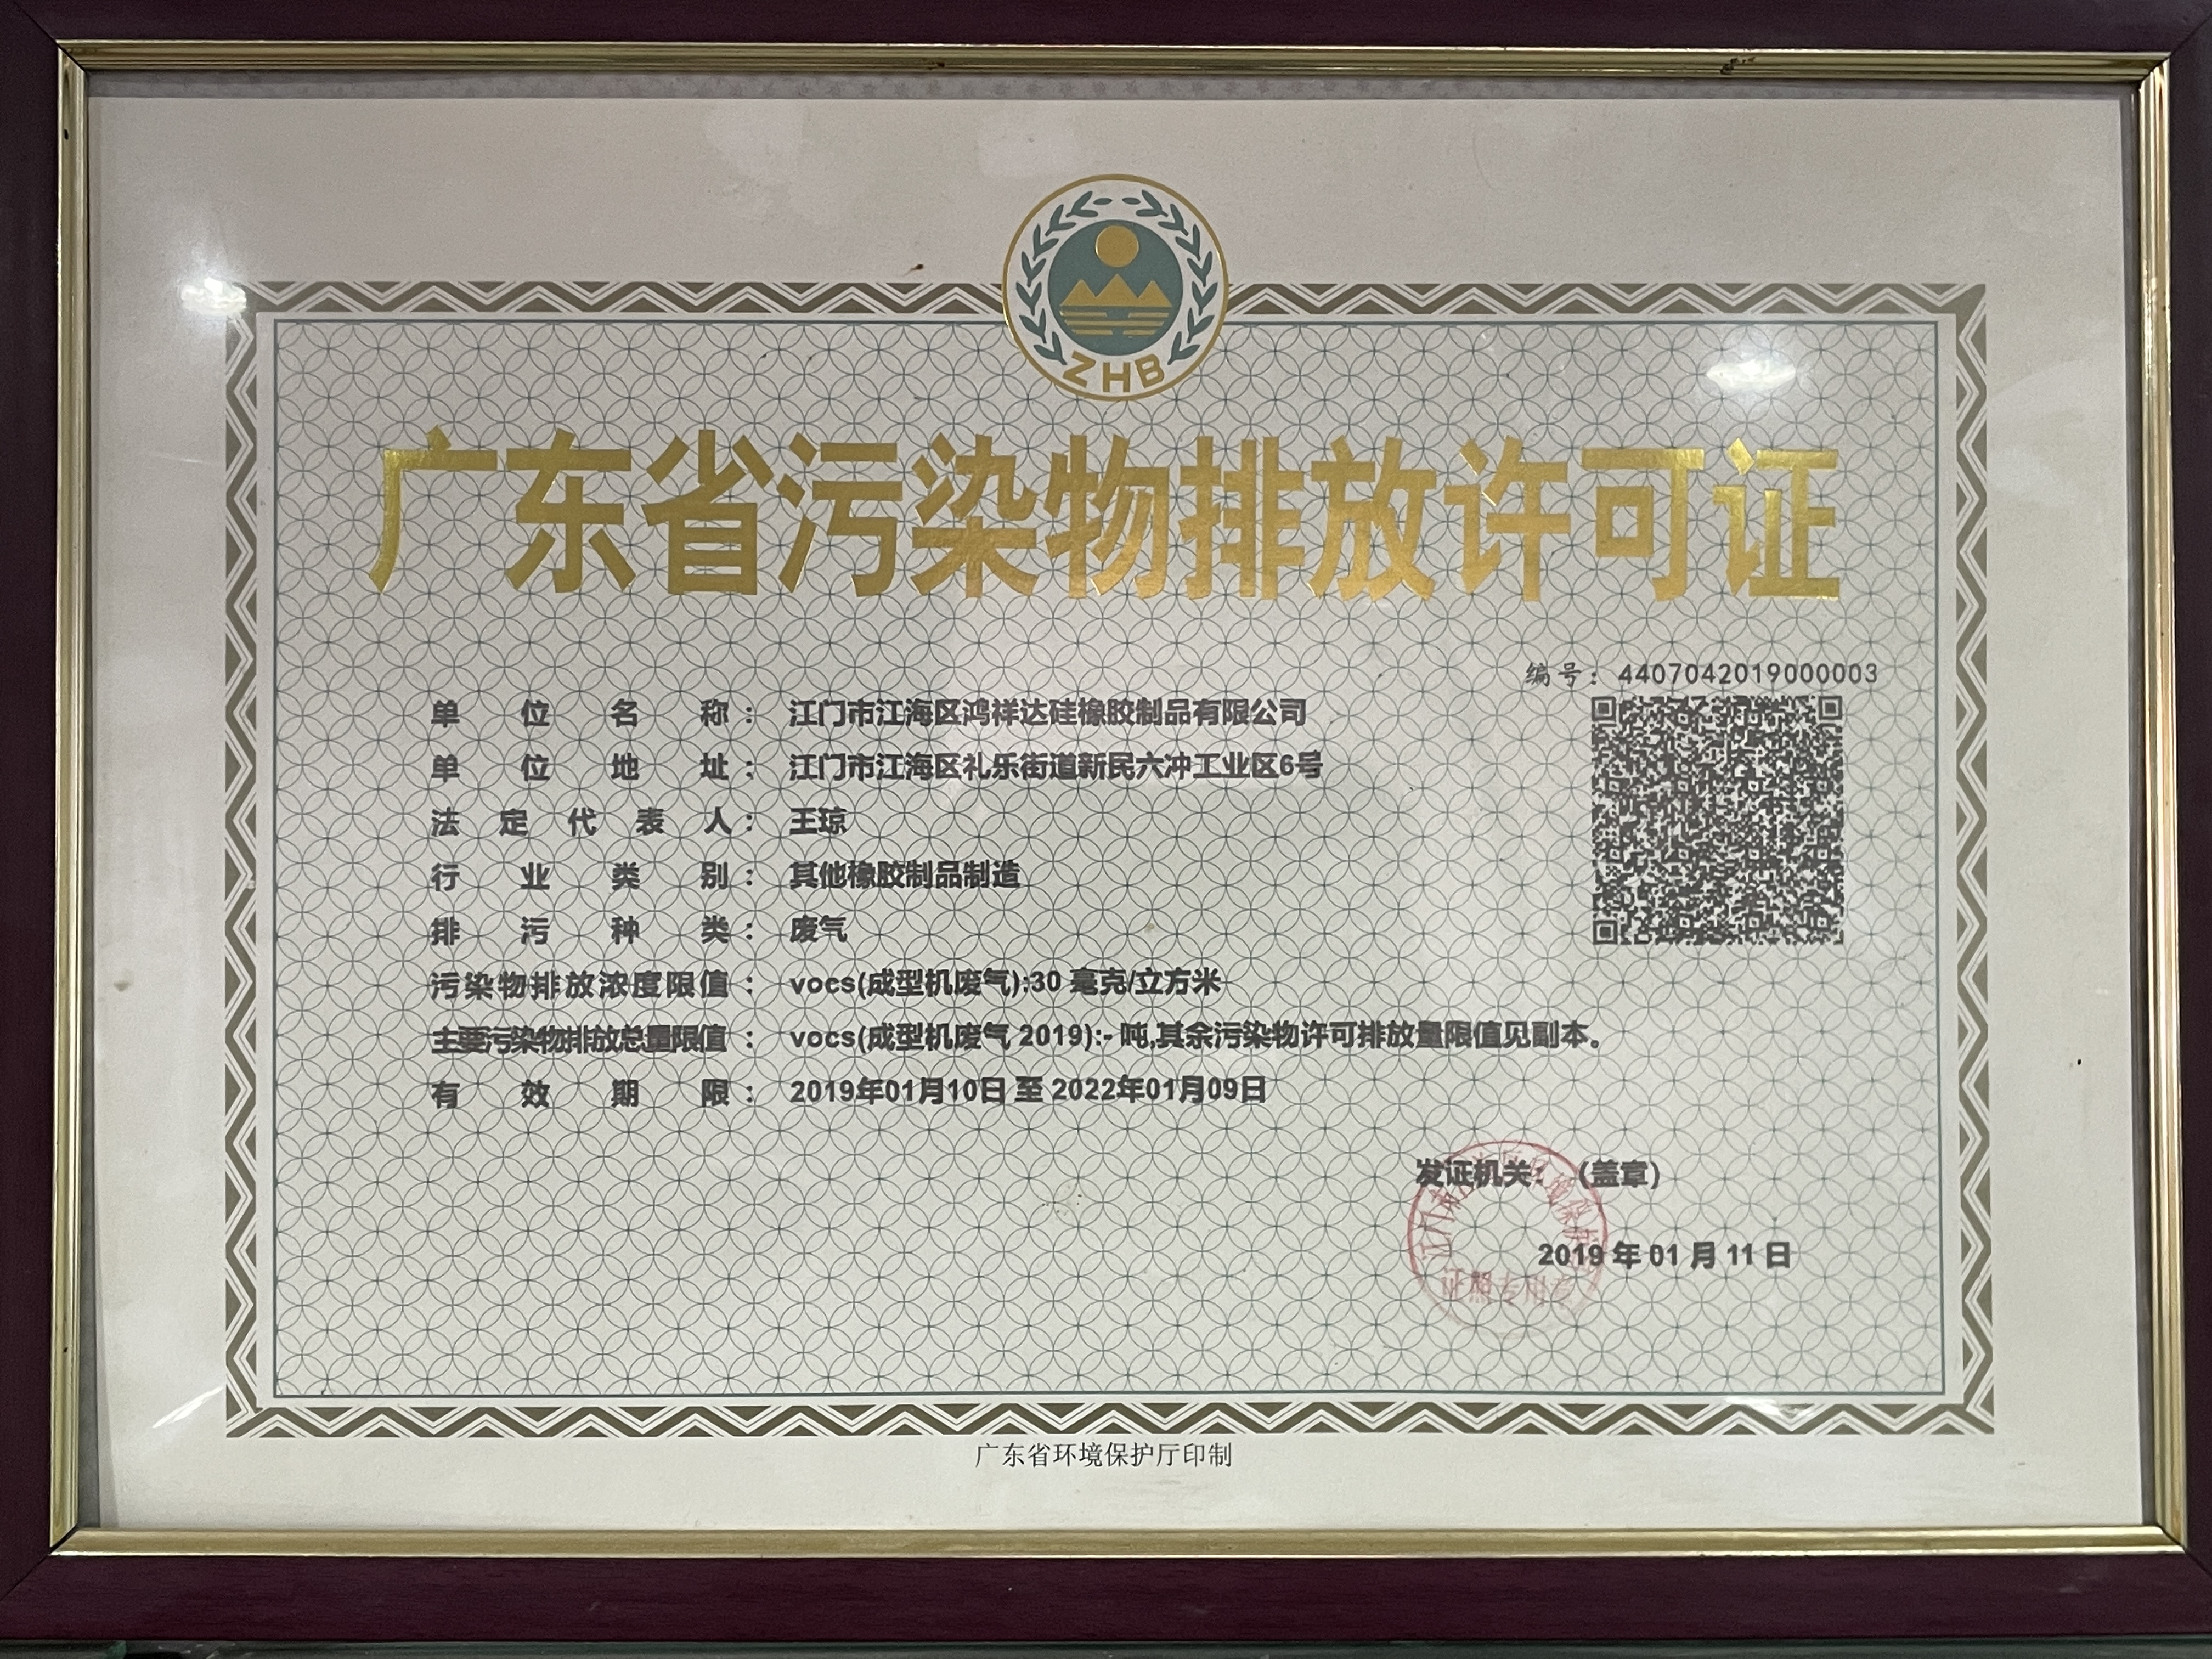 ZHB
广东省污染物排放许可证
编号：4407042019000003
单位名称：江门市江海区鸿祥达硅橡胶制品有限公司
单位地址：江门市江海区礼乐街道新民六冲工业区6号
法定代表人：王琼
行业类别：其他橡胶制品制造
排污种类：废气
污染物排放浓度限值：vocs(成型机废气):30 毫克/立方米
主要污染物排放总量限值：vocs(成型机废气 2019):- 吨,其余污染物许可排放量限值见副本。
有效期限：2019年01月10日 至 2022年01月09日
发证机关：（盖章）
2019 年 01 月 11 日
证照专用章
广东省环境保护厅印制